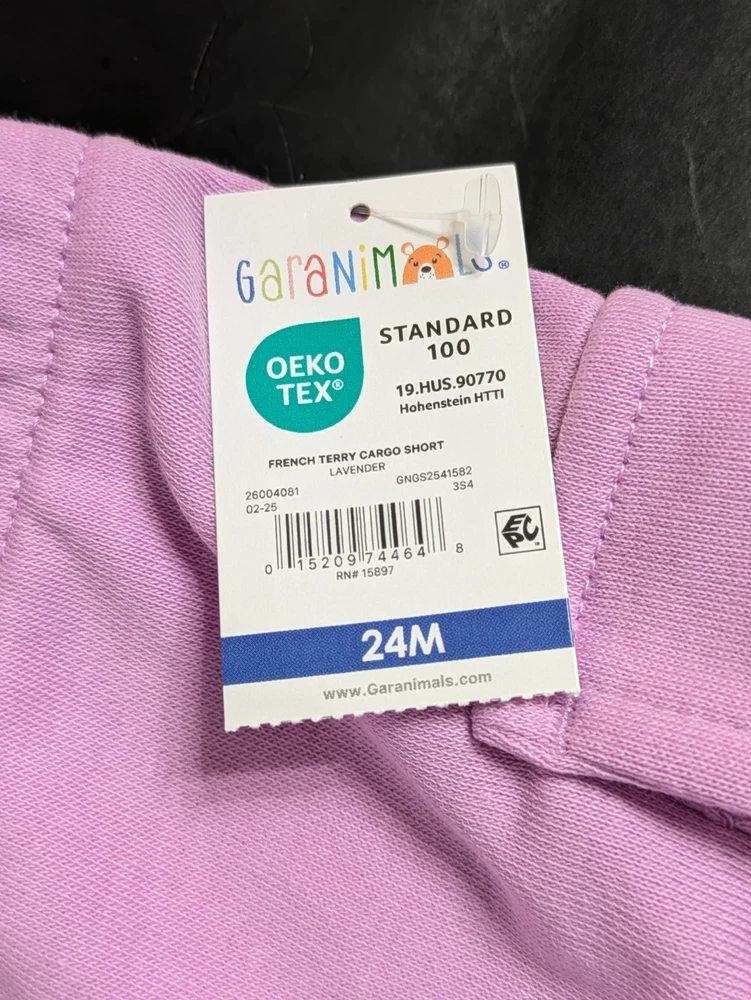 GaraNiMaLS®
OEKO
TEX®
STANDARD
100
19.HUS.90770
Hohenstein HTTI
FRENCH TERRY CARGO SHORT
LAVENDER
26004081
GNGS2541582
02-25
3S4
0 15209 74464 8
RN# 15897
EPC™
24M
www.Garanimals.com